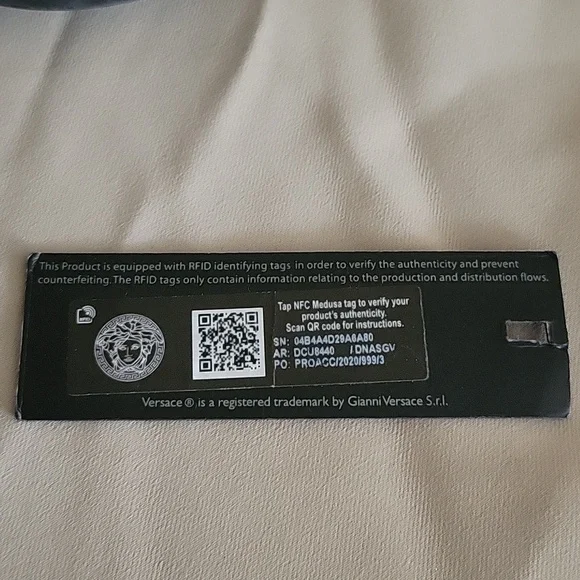 This Product is equipped with RFID identifying tags in order to verify the authenticity and prevent
counterfeiting. The RFID tags only contain information relating to the production and distribution flows.
Tap NFC Medusa tag to verify your
product's authenticity.
Scan QR code for instructions.
SN: 04B4A4D29A6A80
AR: DCU8440 /DNASGV
PO: PROACC/2020/999/3
Versace ® is a registered trademark by Gianni Versace S.r.l.